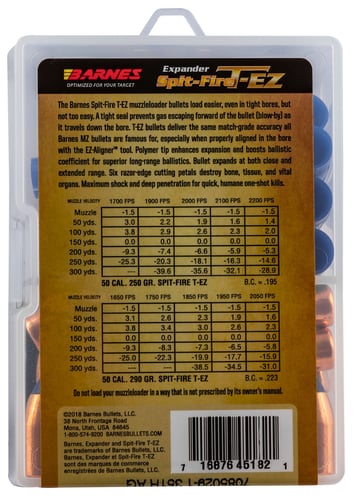 BARNES
OPTIMIZED FOR YOUR TARGET
Expander
Spit-Fire T-EZ
The Barnes Spit-Fire T-EZ muzzleloader bullets load easier, even in tight bores, but
not too easy. A tight seal prevents gas escaping forward of the bullet (blow-by) as
it travels down the bore. T-EZ bullets deliver the same match-grade accuracy all
Barnes MZ bullets are famous for, especially when properly aligned in the bore
with the EZ-Aligner™ tool. Polymer tip enhances expansion and boosts ballistic
coefficient for superior long-range ballistics. Bullet expands at both close and
extended range. Six razor-edged cutting petals destroy bone, tissue, and vital
organs. Maximum shock and deep penetration for quick, humane one-shot kills.
MUZZLE VELOCITY 1700 FPS 1900 FPS 2000 FPS 2100 FPS 2200 FPS
Muzzle -1.5 -1.5 -1.5 -1.5 -1.5
50 yds. 3.0 2.2 1.9 1.6 1.4
100 yds. 3.8 2.9 2.6 2.3 2.0
150 yds. 0.0 0.0 0.0 0.0 0.0
200 yds. -9.3 -7.4 -6.6 -5.9 -5.3
250 yds. -25.3 -20.3 -18.1 -16.3 -14.6
300 yds. --- -39.6 -35.6 -32.1 -28.9
50 CAL. 250 GR. SPIT-FIRE T-EZ B.C. = .195
MUZZLE VELOCITY 1650 FPS 1750 FPS 1850 FPS 1950 FPS 2050 FPS
Muzzle -1.5 -1.5 -1.5 -1.5 -1.5
50 yds. 3.1 2.6 2.3 1.9 1.6
100 yds. 3.8 3.4 3.0 2.6 2.3
150 yds. 0.0 0.0 0.0 0.0 0.0
200 yds. -9.3 -8.3 -7.3 -6.5 -5.8
250 yds. -25.0 -22.3 -19.9 -17.7 -15.9
300 yds. --- --- -38.5 -34.5 -31.0
50 CAL. 290 GR. SPIT-FIRE T-EZ B.C. = .223
Do not load your muzzleloader in a way that is not prescribed by its owner's manual.
©2018 Barnes Bullets, LLC.
38 North Frontage Road
Mona, Utah, USA 84645
1-800-574-9200 BARNESBULLETS.COM
Barnes, Expander and Spit-Fire T-EZ
are trademarks of Barnes Bullets, LLC.
Barnes, Expander et Spit-Fire T-EZ
sont des marques de commerce
enregistrées de Barnes Bullets, LLC.
7 16876 45182 1